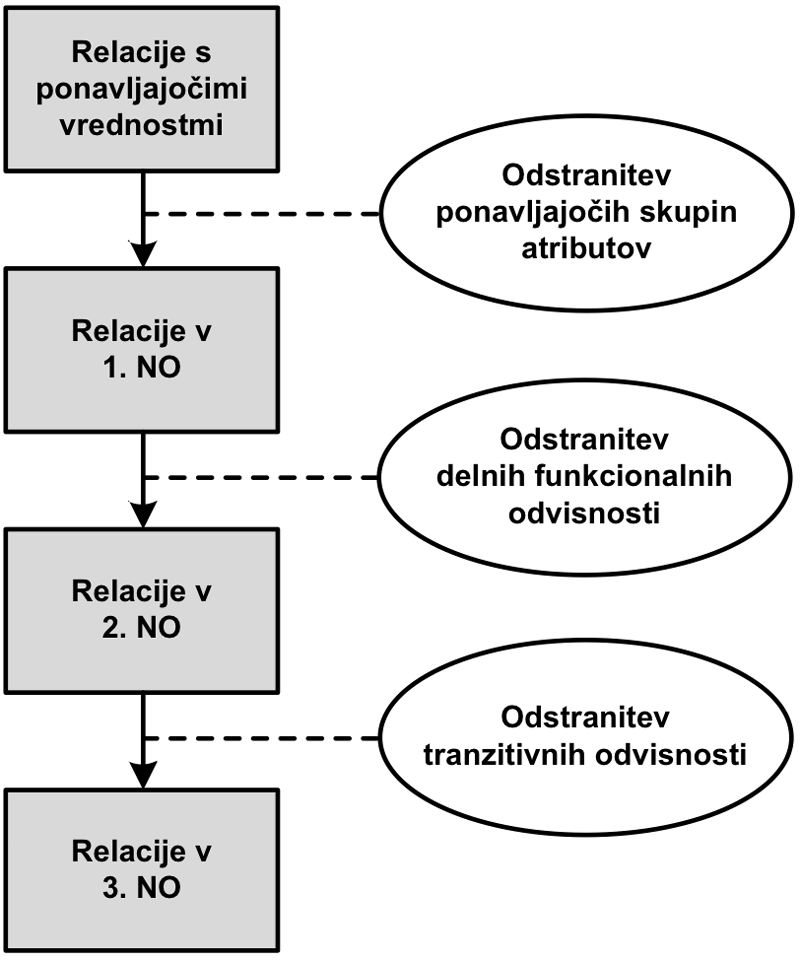 Relacije s
ponavljajočimi
vrednostmi
Odstranitev
ponavljajočih skupin
atributov
Relacije v
1. NO
Odstranitev
delnih funkcionalnih
odvisnosti
Relacije v
2. NO
Odstranitev
tranzitivnih odvisnosti
Relacije v
3. NO